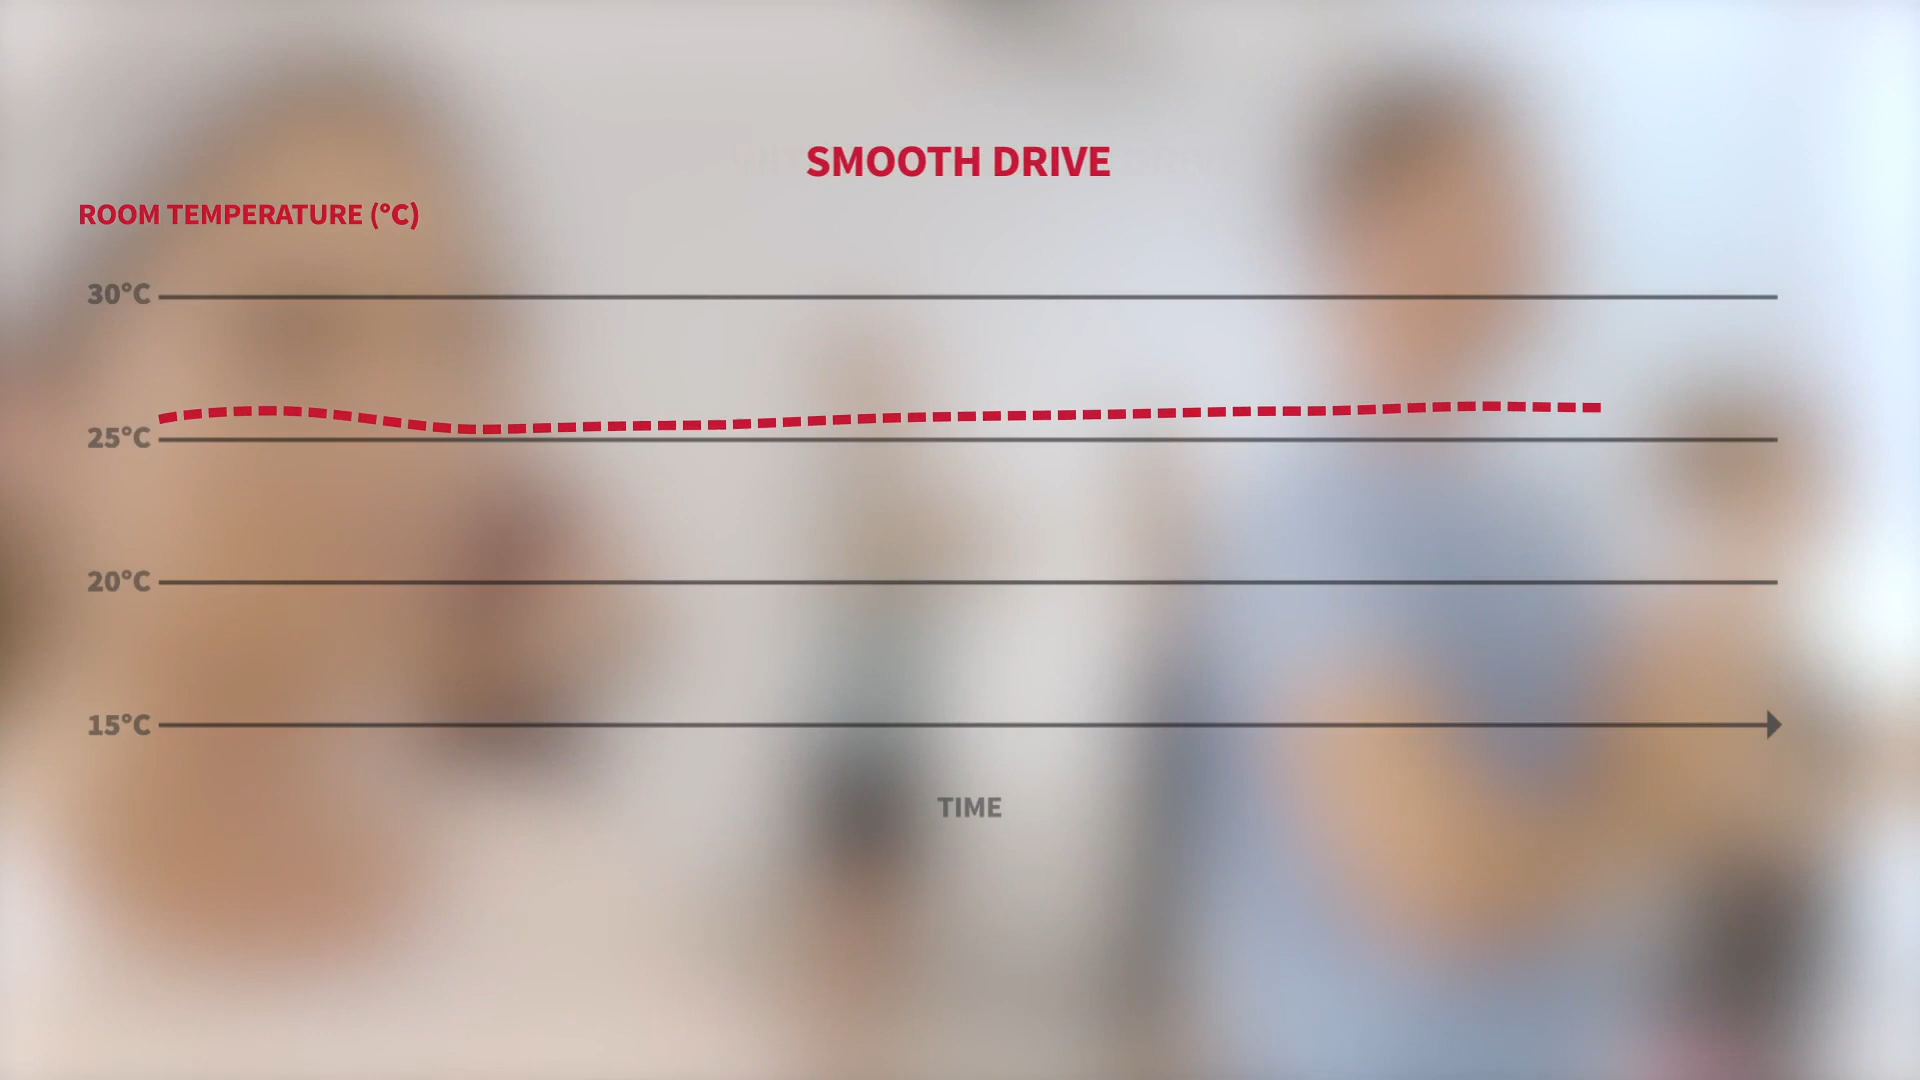 SMOOTH DRIVE
ROOM TEMPERATURE (°C)
30°C
25°C
20°C
15°C
TIME